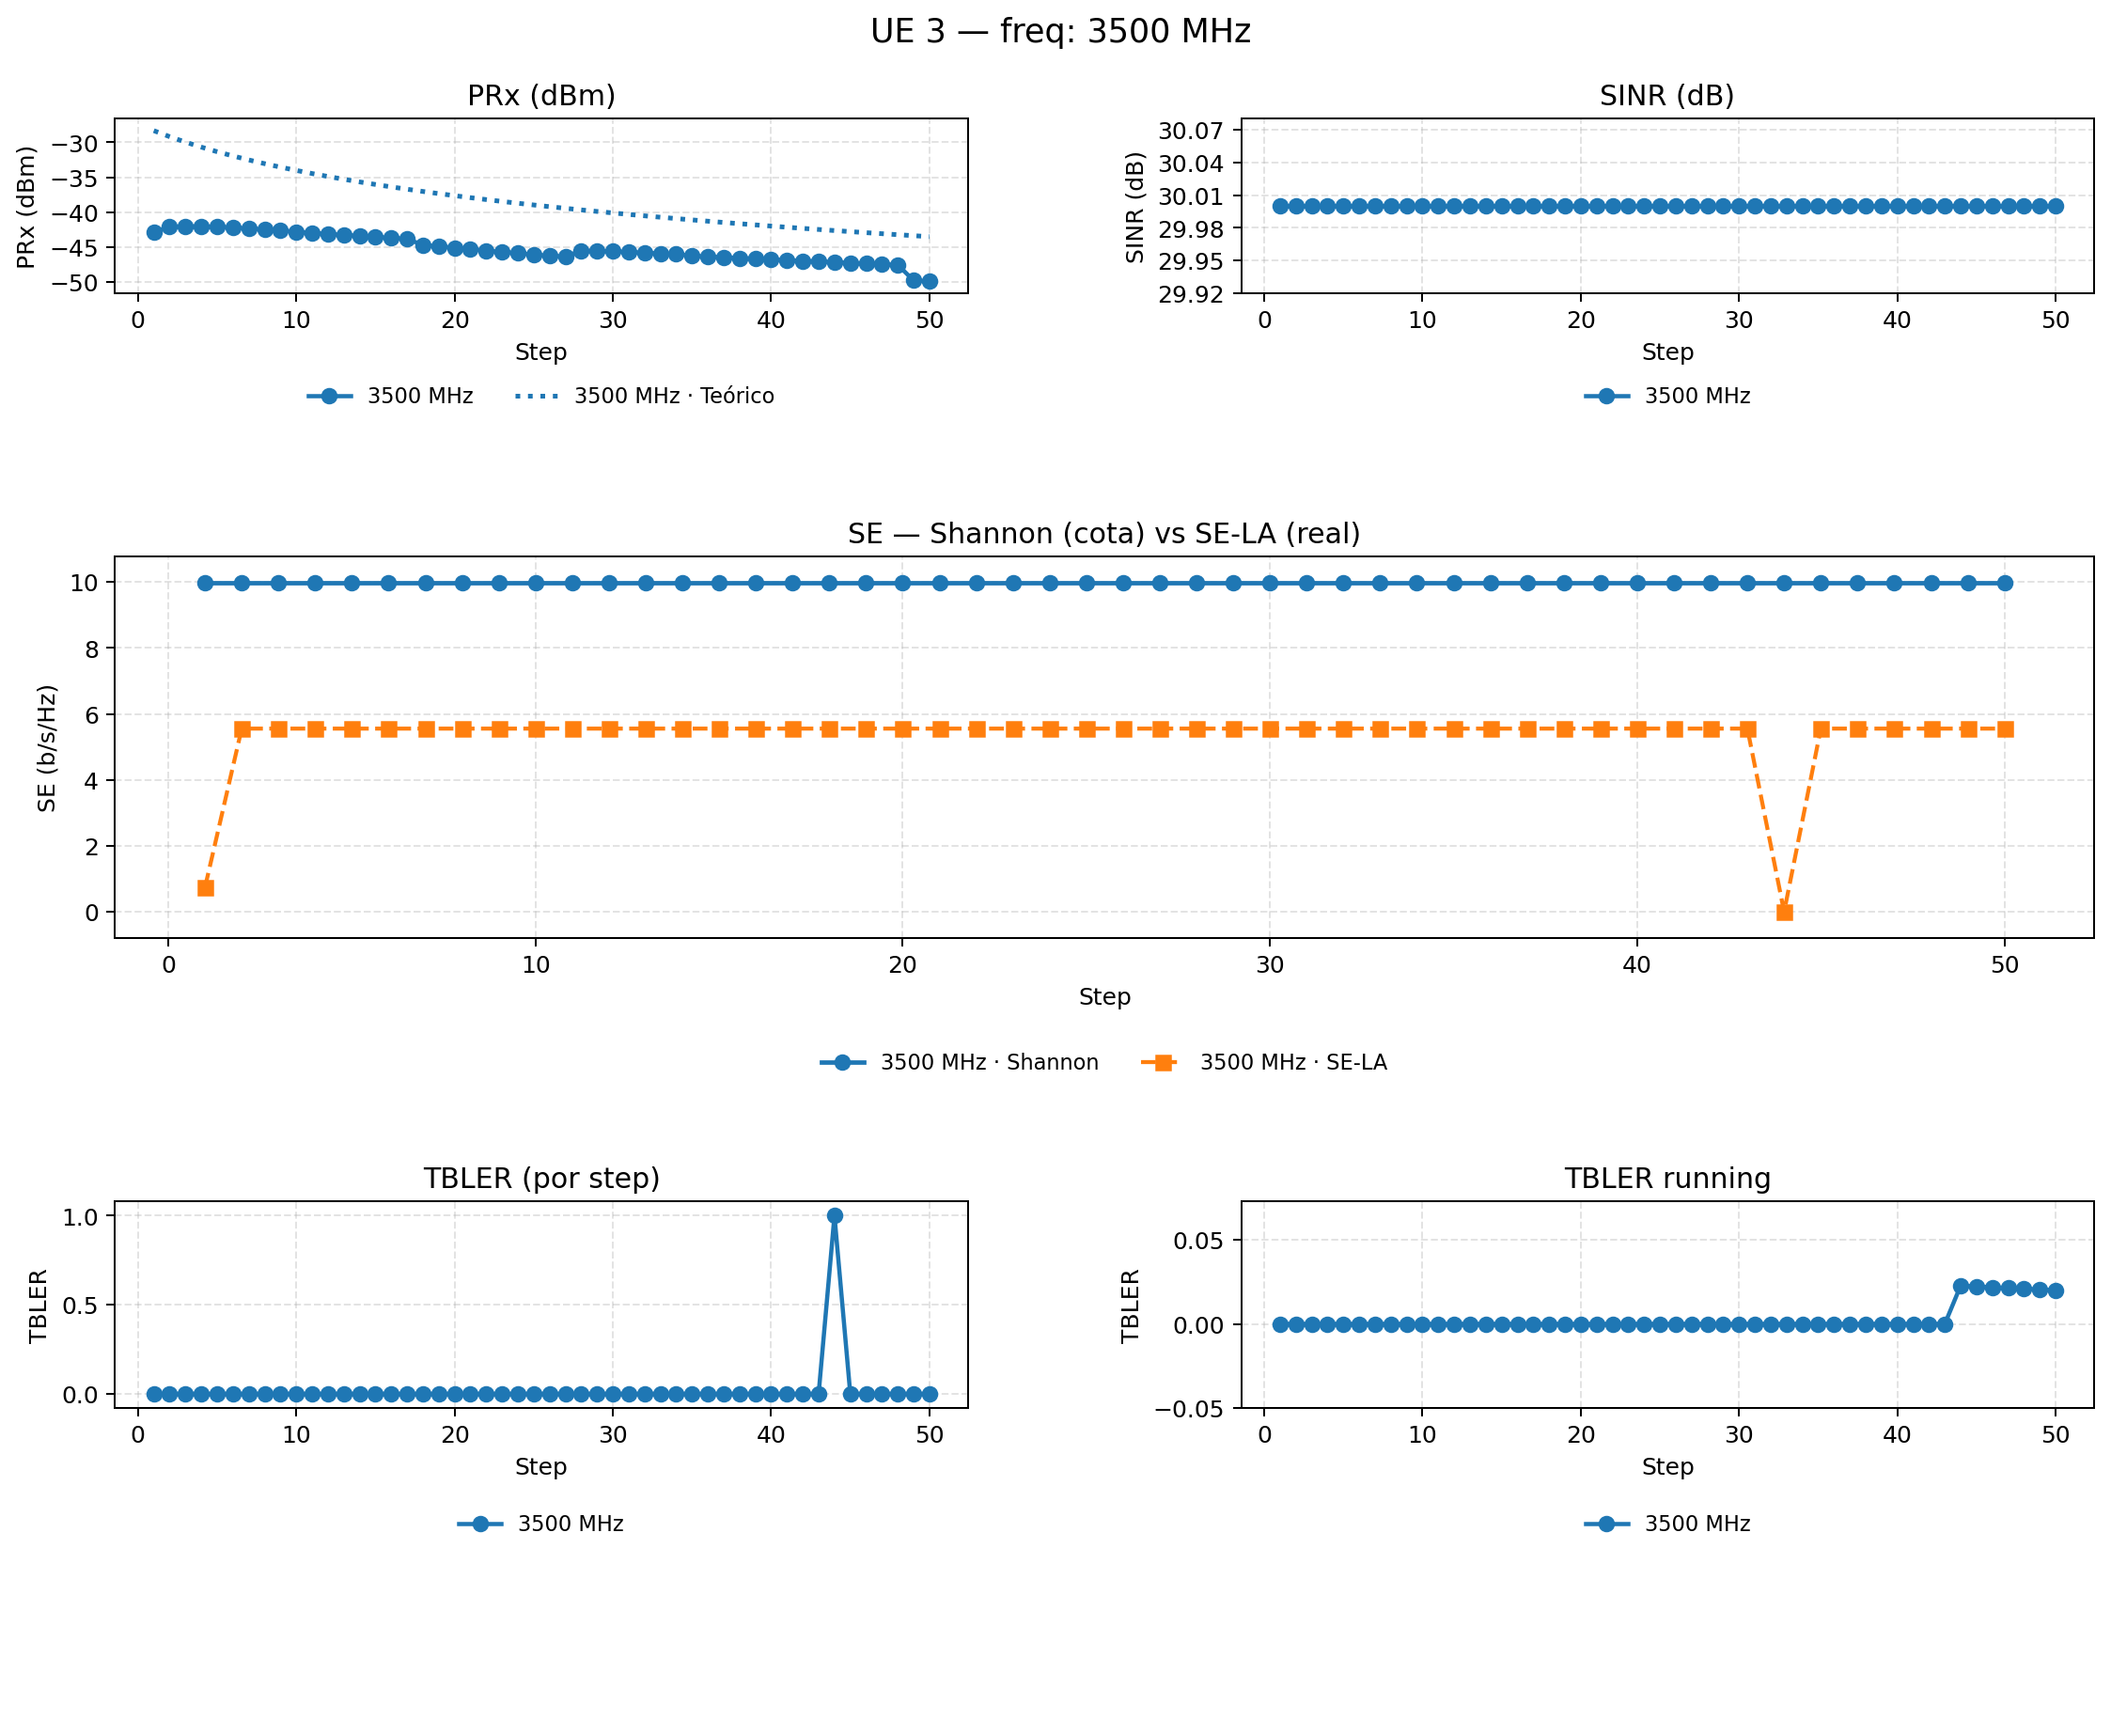 UE 3 — freq: 3500 MHz
PRx (dBm)
PRx (dBm)
−30
−35
−40
−45
−50
0 10 20 30 40 50
Step
3500 MHz 3500 MHz · Teórico
SINR (dB)
SINR (dB)
30.07
30.04
30.01
29.98
29.95
29.92
0 10 20 30 40 50
Step
3500 MHz
SE — Shannon (cota) vs SE-LA (real)
SE (b/s/Hz)
10
8
6
4
2
0
0 10 20 30 40 50
Step
3500 MHz · Shannon 3500 MHz · SE-LA
TBLER (por step)
TBLER
1.0
0.5
0.0
0 10 20 30 40 50
Step
3500 MHz
TBLER running
TBLER
0.05
0.00
−0.05
0 10 20 30 40 50
Step
3500 MHz